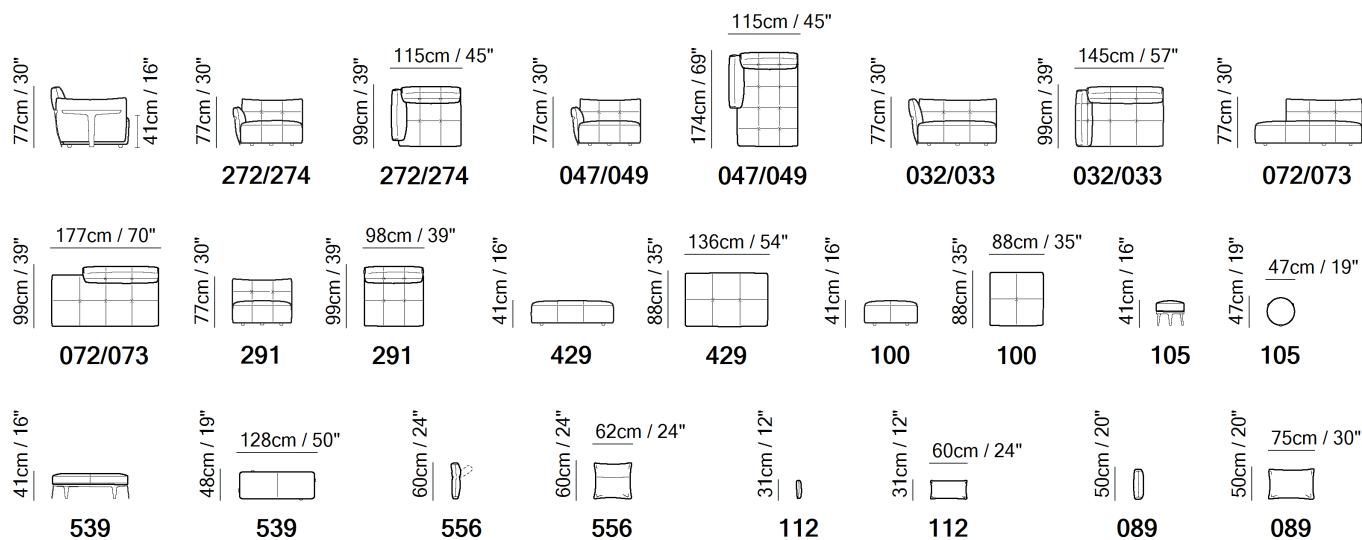 77cm / 30"
41cm / 16"
77cm / 30"
272/274
115cm / 45"
99cm / 39"
272/274
77cm / 30"
047/049
115cm / 45"
174cm / 69"
047/049
77cm / 30"
032/033
145cm / 57"
99cm / 39"
032/033
77cm / 30"
072/073
177cm / 70"
99cm / 39"
072/073
77cm / 30"
291
98cm / 39"
99cm / 39"
291
41cm / 16"
429
136cm / 54"
88cm / 35"
429
41cm / 16"
100
88cm / 35"
88cm / 35"
100
41cm / 16"
105
47cm / 19"
47cm / 19"
105
41cm / 16"
539
128cm / 50"
48cm / 19"
539
60cm / 24"
556
62cm / 24"
60cm / 24"
556
31cm / 12"
112
60cm / 24"
31cm / 12"
112
50cm / 20"
089
75cm / 30"
50cm / 20"
089